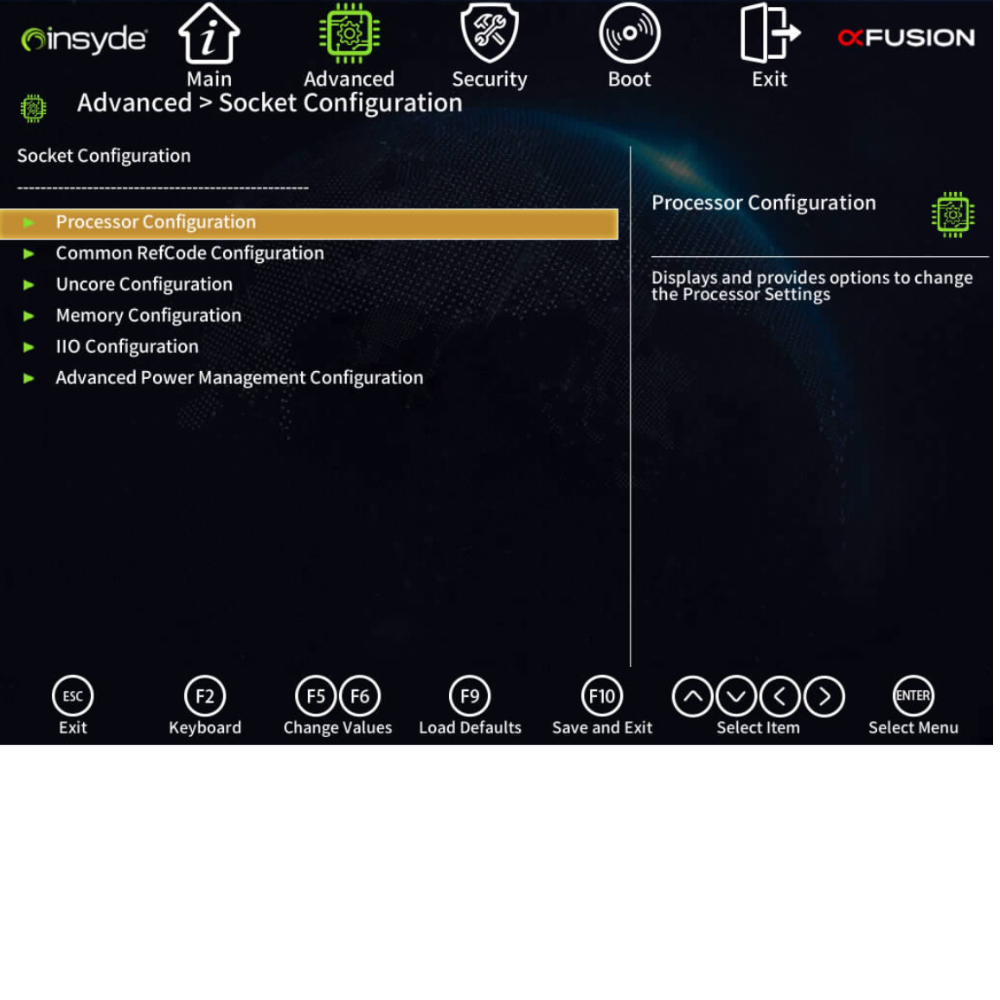 insyde
Main
Advanced
Security
Boot
Exit
XFUSION
Advanced > Socket Configuration
Socket Configuration
--------------------------------------------------
Processor Configuration
Common RefCode Configuration
Uncore Configuration
Memory Configuration
IIO Configuration
Advanced Power Management Configuration
Processor Configuration
Displays and provides options to change
the Processor Settings
ESC
Exit
F2
Keyboard
F5 F6
Change Values
F9
Load Defaults
F10
Save and Exit
Select Item
ENTER
Select Menu